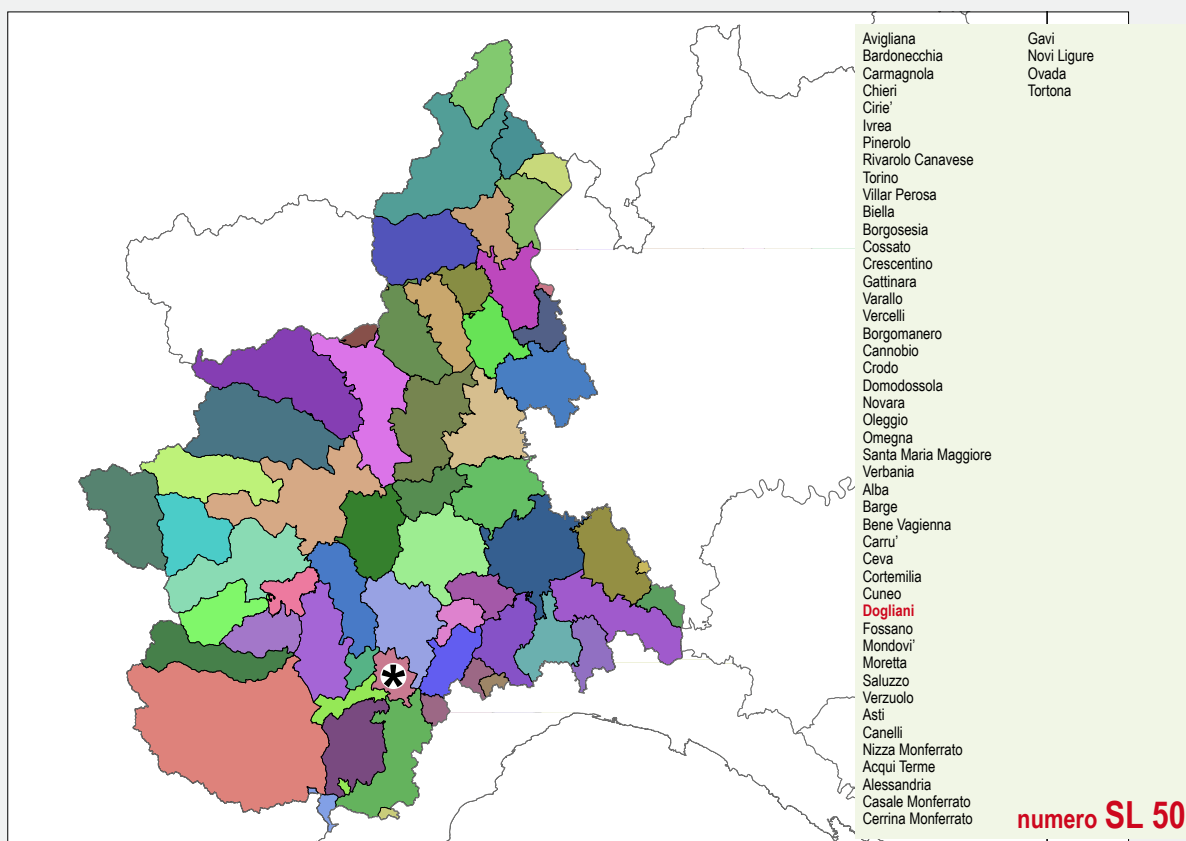 Avigliana
Bardonecchia
Carmagnola
Chieri
Cirie'
Ivrea
Pinerolo
Rivarolo Canavese
Torino
Villar Perosa
Biella
Borgosesia
Cossato
Crescentino
Gattinara
Varallo
Vercelli
Borgomanero
Cannobio
Crodo
Domodossola
Novara
Oleggio
Omegna
Santa Maria Maggiore
Verbania
Alba
Barge
Bene Vagienna
Carru'
Ceva
Cortemilia
Cuneo
Dogliani
Fossano
Mondovi'
Moretta
Saluzzo
Verzuolo
Asti
Canelli
Nizza Monferrato
Acqui Terme
Alessandria
Casale Monferrato
Cerrina Monferrato
Gavi
Novi Ligure
Ovada
Tortona
numero SL 50
*